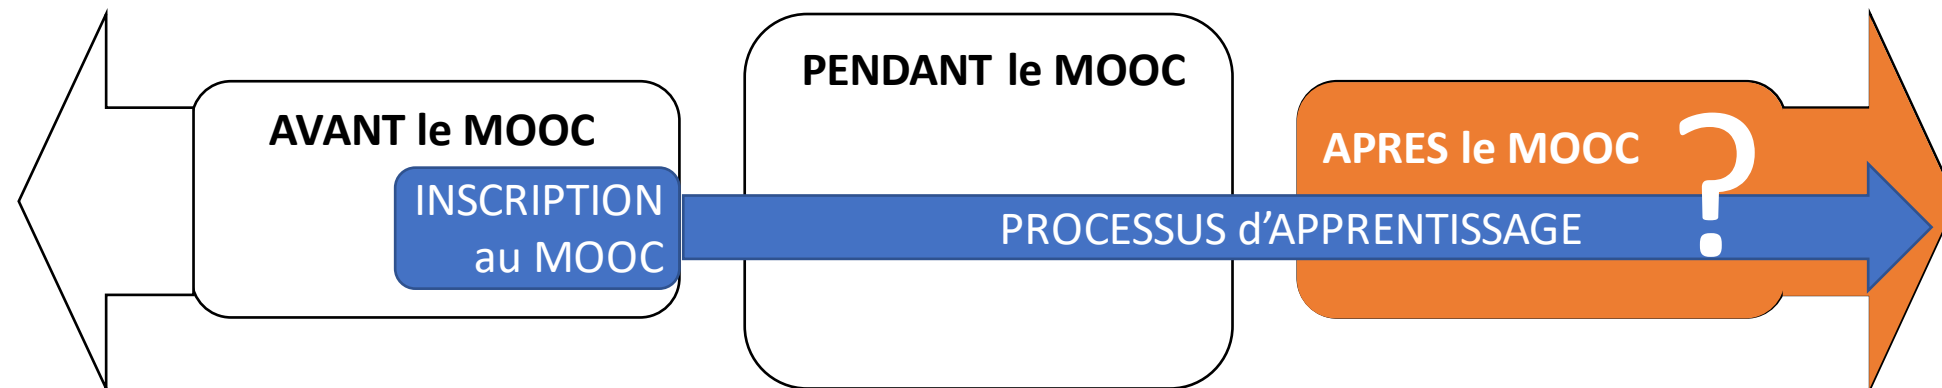 AVANT le MOOC
INSCRIPTION
au MOOC
PENDANT le MOOC
APRES le MOOC
?
PROCESSUS d’APPRENTISSAGE